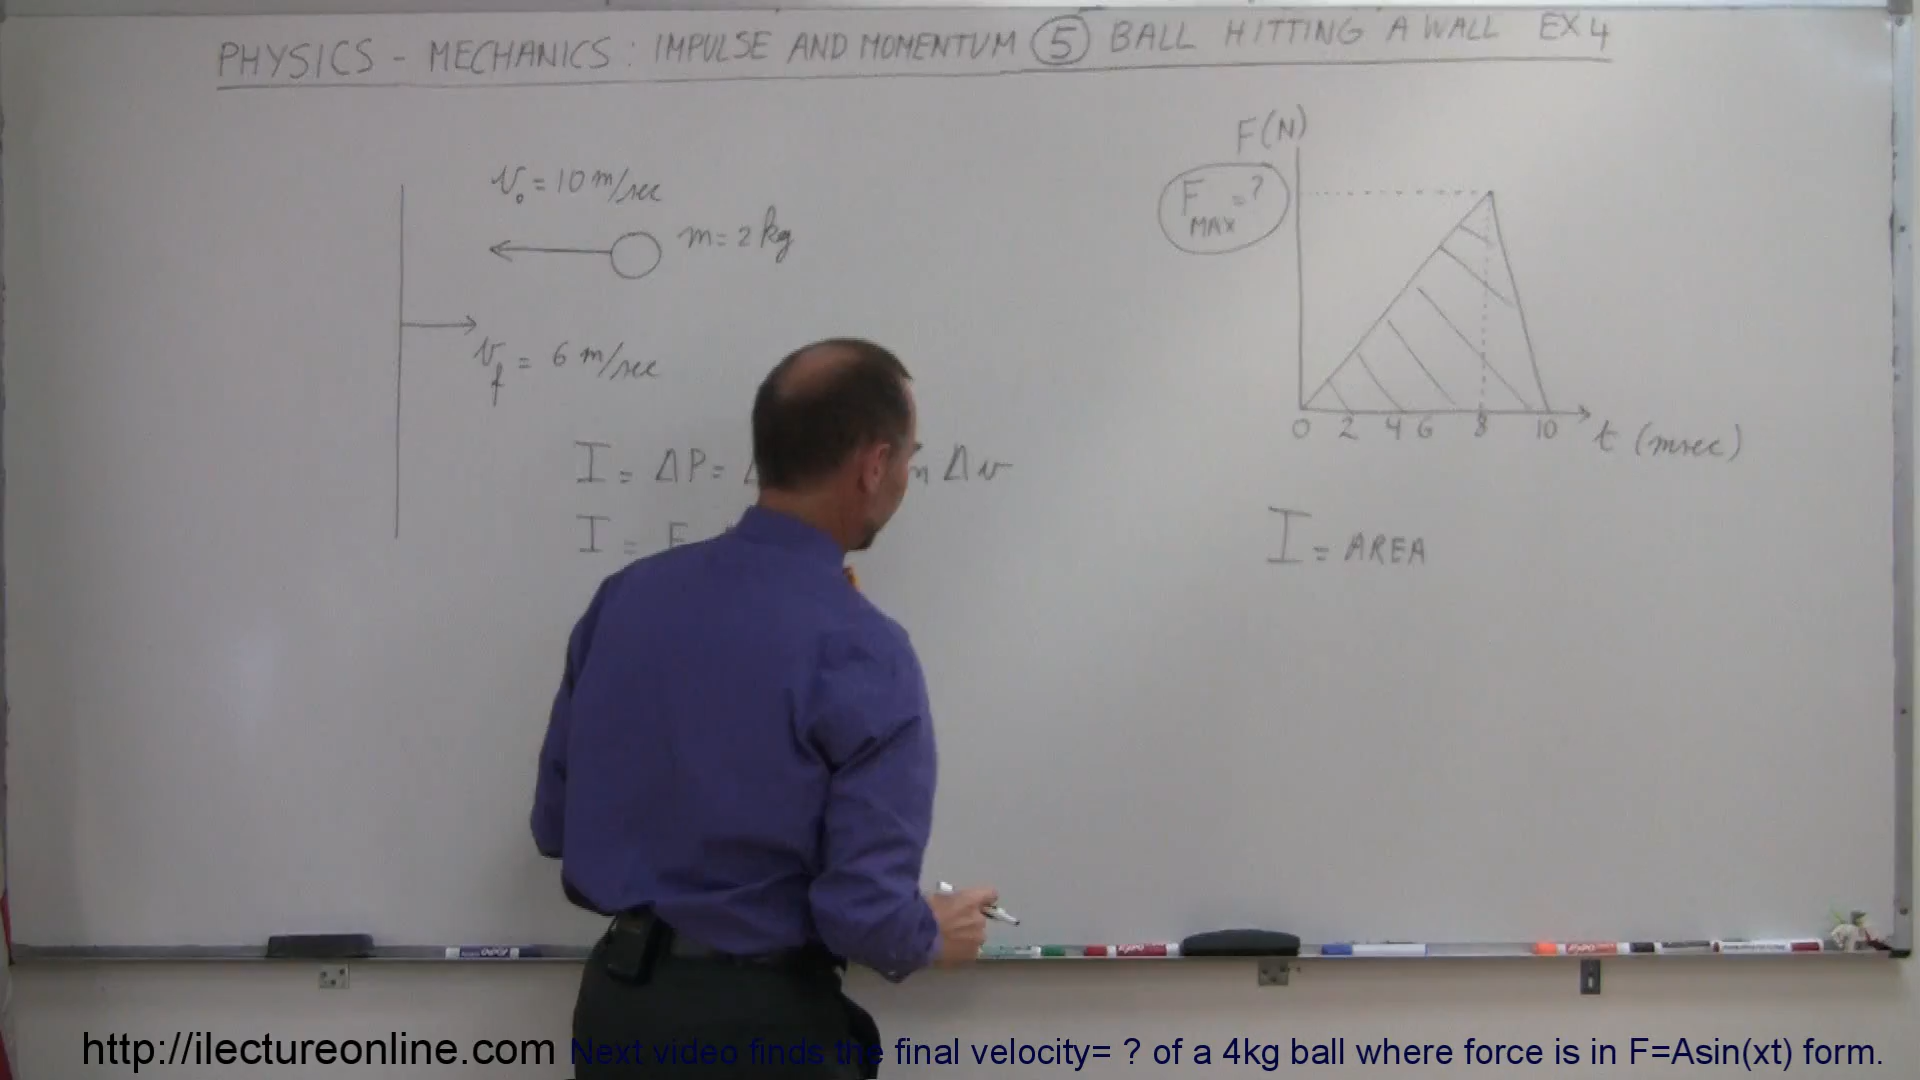 PHYSICS - MECHANICS: IMPULSE AND MOMENTUM ⑤ BALL HITTING A WALL EX 4
v₀ = 10 m/sec
m = 2 kg
v_f = 6 m/sec
I = ΔP = Δ
Δv
I = F
F(N)
F_MAX = ?
0 2 4 6 8 10 t (msec)
I = AREA
EXPO
http://ilectureonline.com Next video finds the final velocity= ? of a 4kg ball where force is in F=Asin(xt) form.